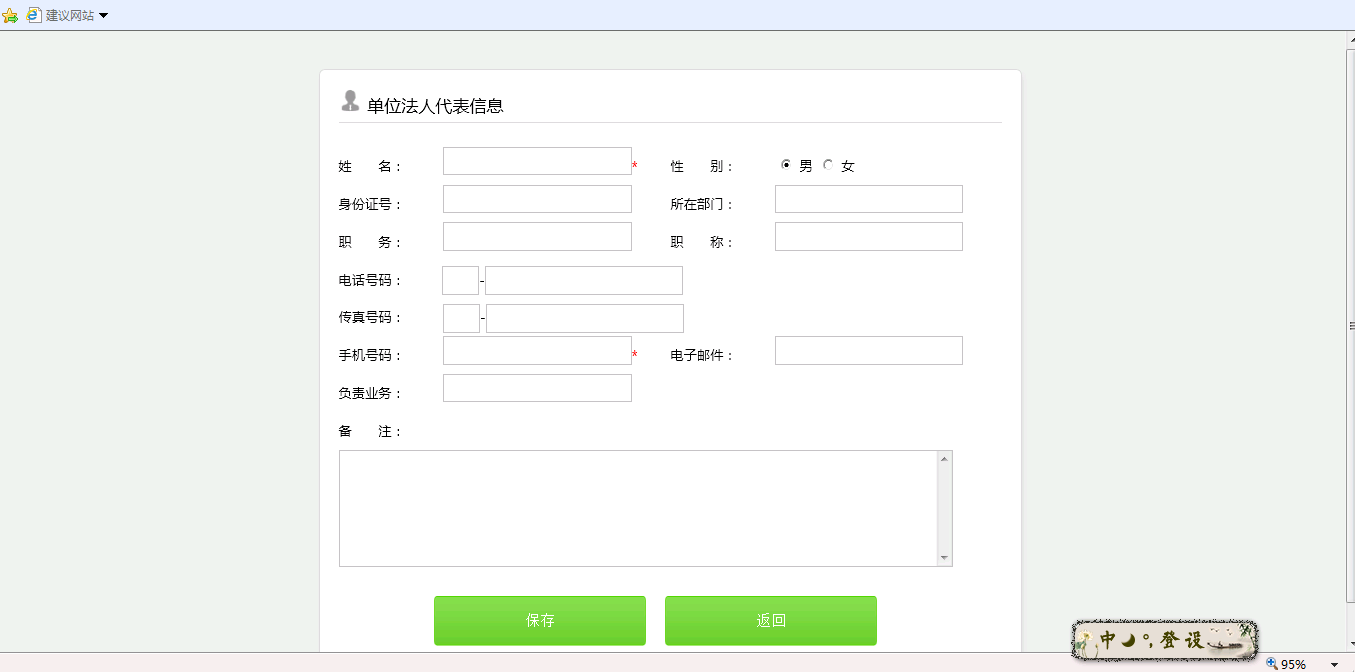 建议网站
单位法人代表信息
姓 名： * 性 别： 男 女
身份证号： 所在部门：
职 务： 职 称：
电话号码： -
传真号码： -
手机号码： * 电子邮件：
负责业务：
备 注：
保存 返回
中 °, 登 设
95%